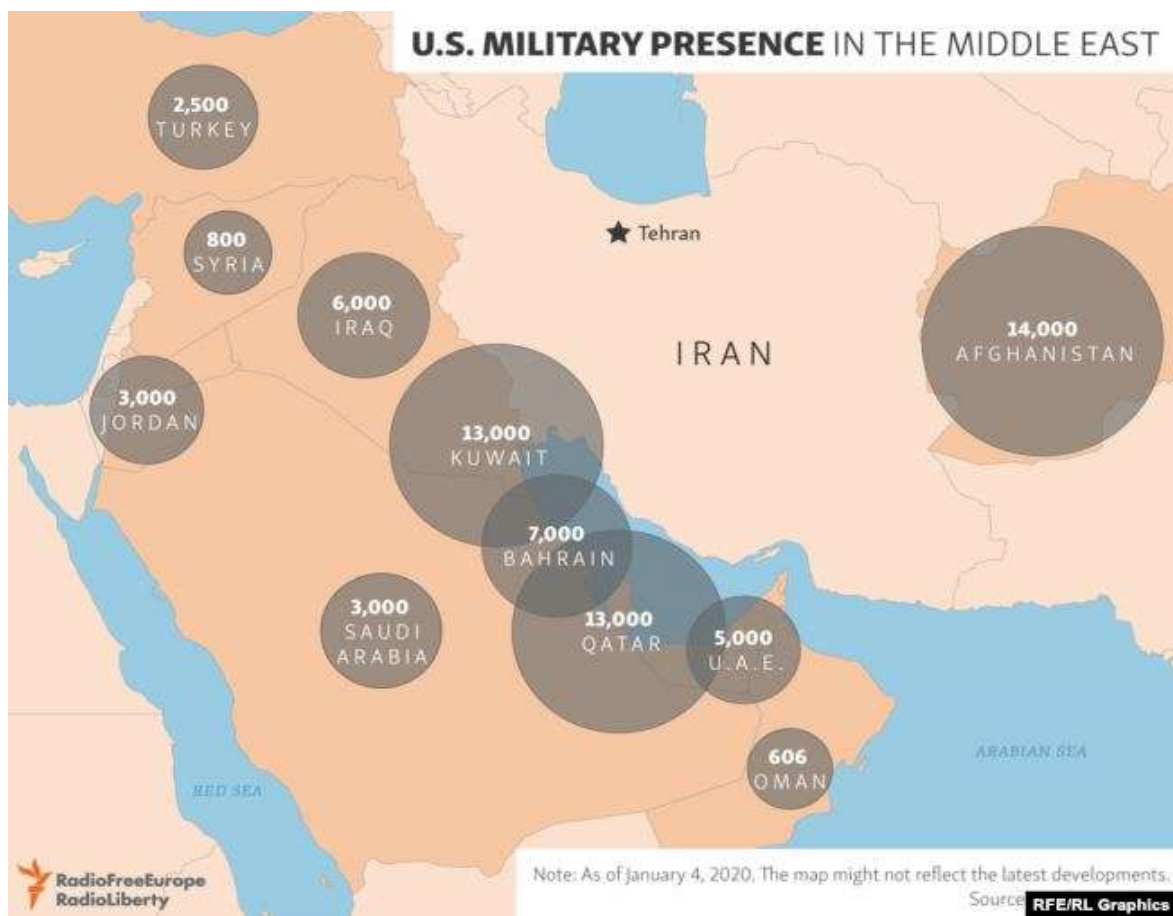 U.S. MILITARY PRESENCE IN THE MIDDLE EAST
2,500
TURKEY
800
SYRIA
Tehran
6,000
IRAQ
IRAN
14,000
AFGHANISTAN
3,000
JORDAN
13,000
KUWAIT
7,000
BAHRAIN
3,000
SAUDI
ARABIA
13,000
QATAR
5,000
U.A.E.
606
OMAN
ARABIAN SEA
RED SEA
RadioFreeEurope
RadioLiberty
Note: As of January 4, 2020. The map might not reflect the latest developments.
Source
RFE/RL Graphics